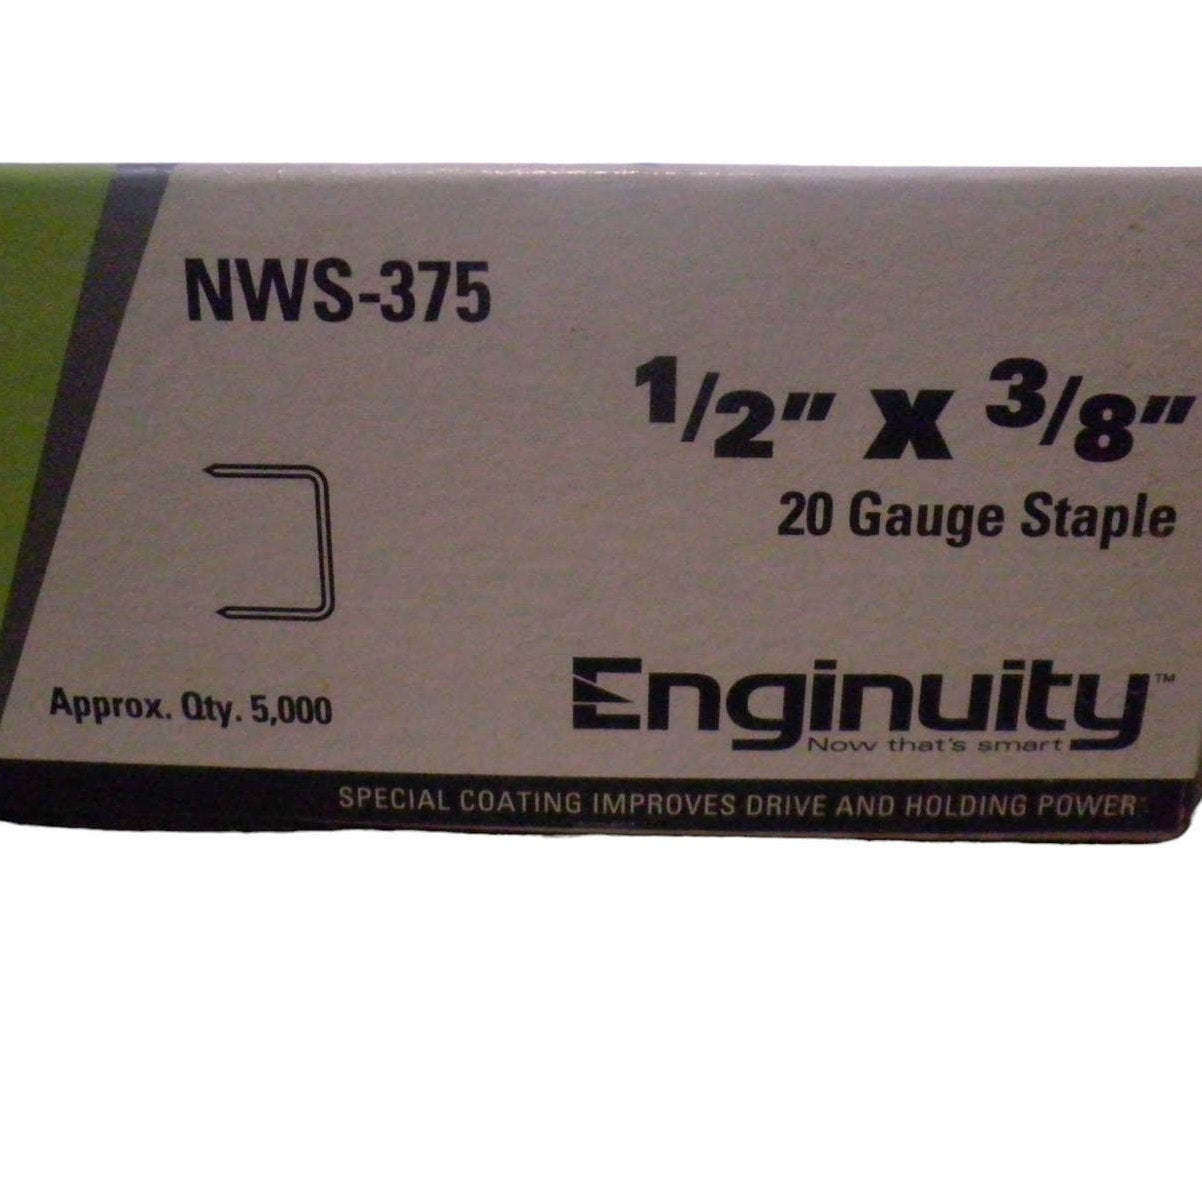 NWS-375
1/2" X 3/8"
20 Gauge Staple
Approx. Qty. 5,000
Enginuity™
Now that's smart
SPECIAL COATING IMPROVES DRIVE AND HOLDING POWER